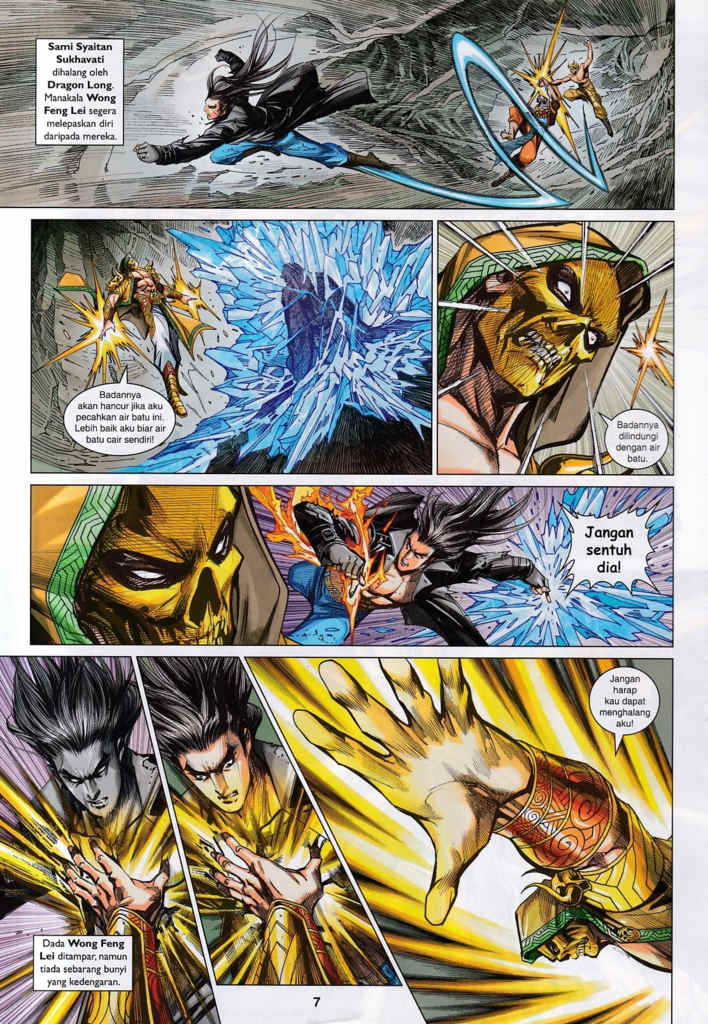 Sami Syaitan
Sukhavati
dihalang oleh
Dragon Long.
Manakala Wong
Feng Lei segera
melepaskan diri
daripada mereka.
Badannya
akan hancur jika aku
pecahkan air batu ini.
Lebih baik aku biar air
batu cair sendiri!
Badannya
dilindungi
dengan air
batu.
Jangan
sentuh
dia!
Jangan
harap
kau dapat
menghalang
aku!
Dada Wong Feng
Lei ditampar, namun
tiada sebarang bunyi
yang kedengaran.
7